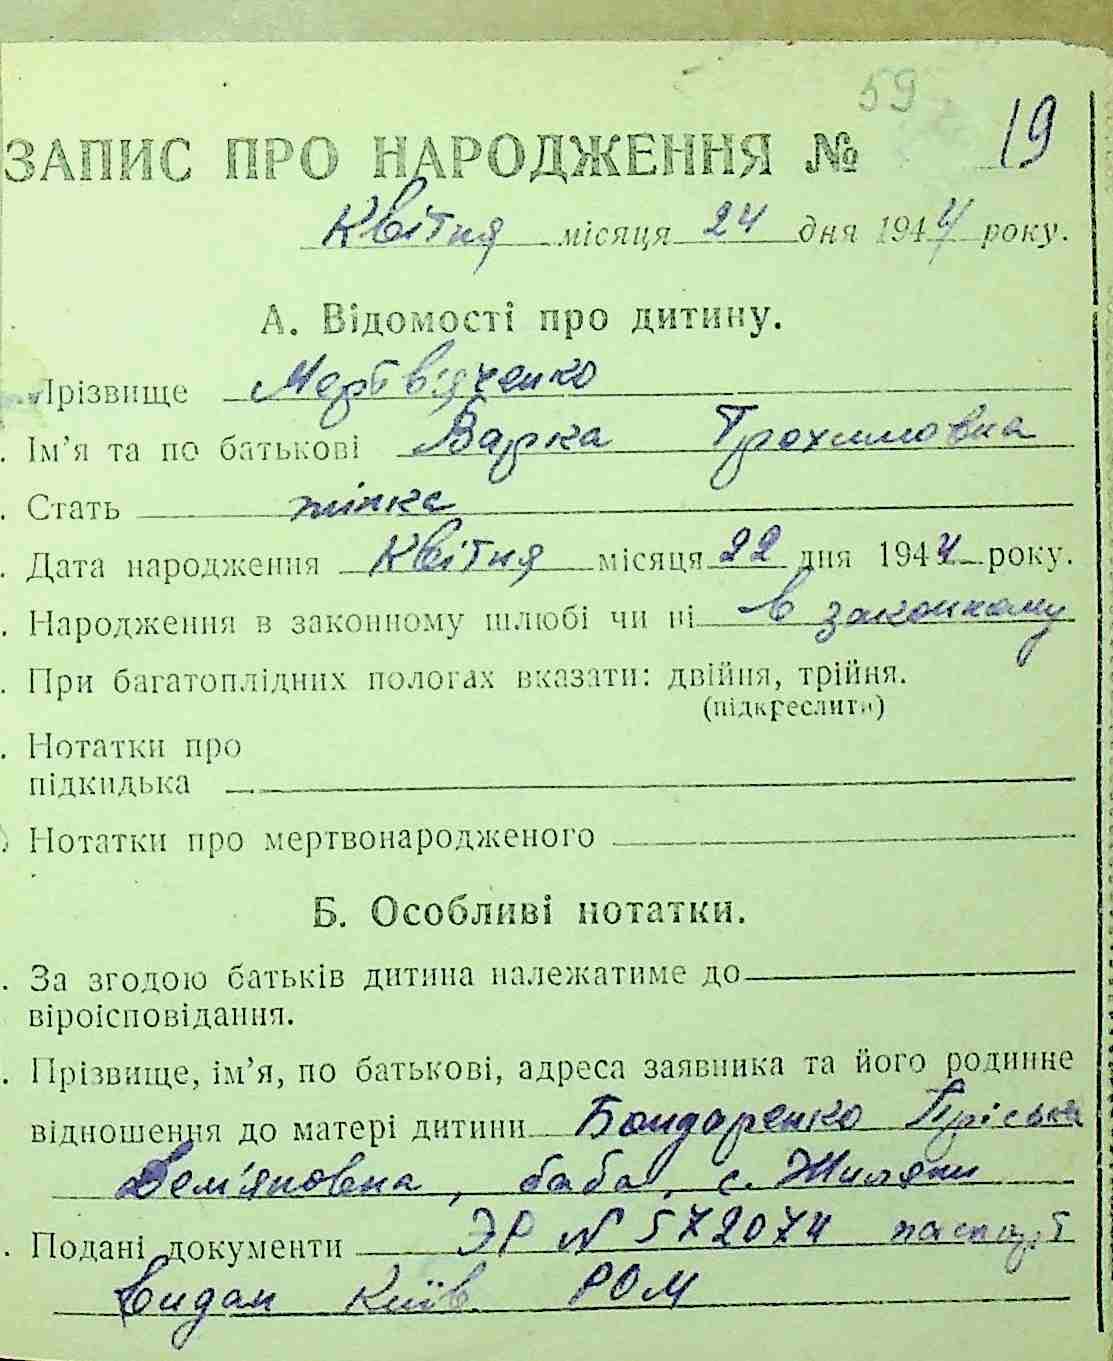 59
ЗАПИС ПРО НАРОДЖЕННЯ № 19
Квітня місяця 24 дня 1944 року.
А. Відомості про дитину.
Прізвище Мертвідченко
. Ім'я та по батькові Варка Трохимовна
. Стать жінка
. Дата народження Квітня місяця 22 дня 1944 року.
. Народження в законному шлюбі чи ні в законному
. При багатоплідних пологах вказати: двійня, трійня.
(підкреслити)
. Нотатки про
підкидька
Нотатки про мертвонародженого
Б. Особливі нотатки.
. За згодою батьків дитина належатиме до
віроісповідання.
. Прізвище, ім'я, по батькові, адреса заявника та його родинне
відношення до матері дитини Бондаренко Пріська
Дем'яновна, баба, с. Жиляни
. Подані документи ЭР N 572074 паспорт
видан Київ. РОМ